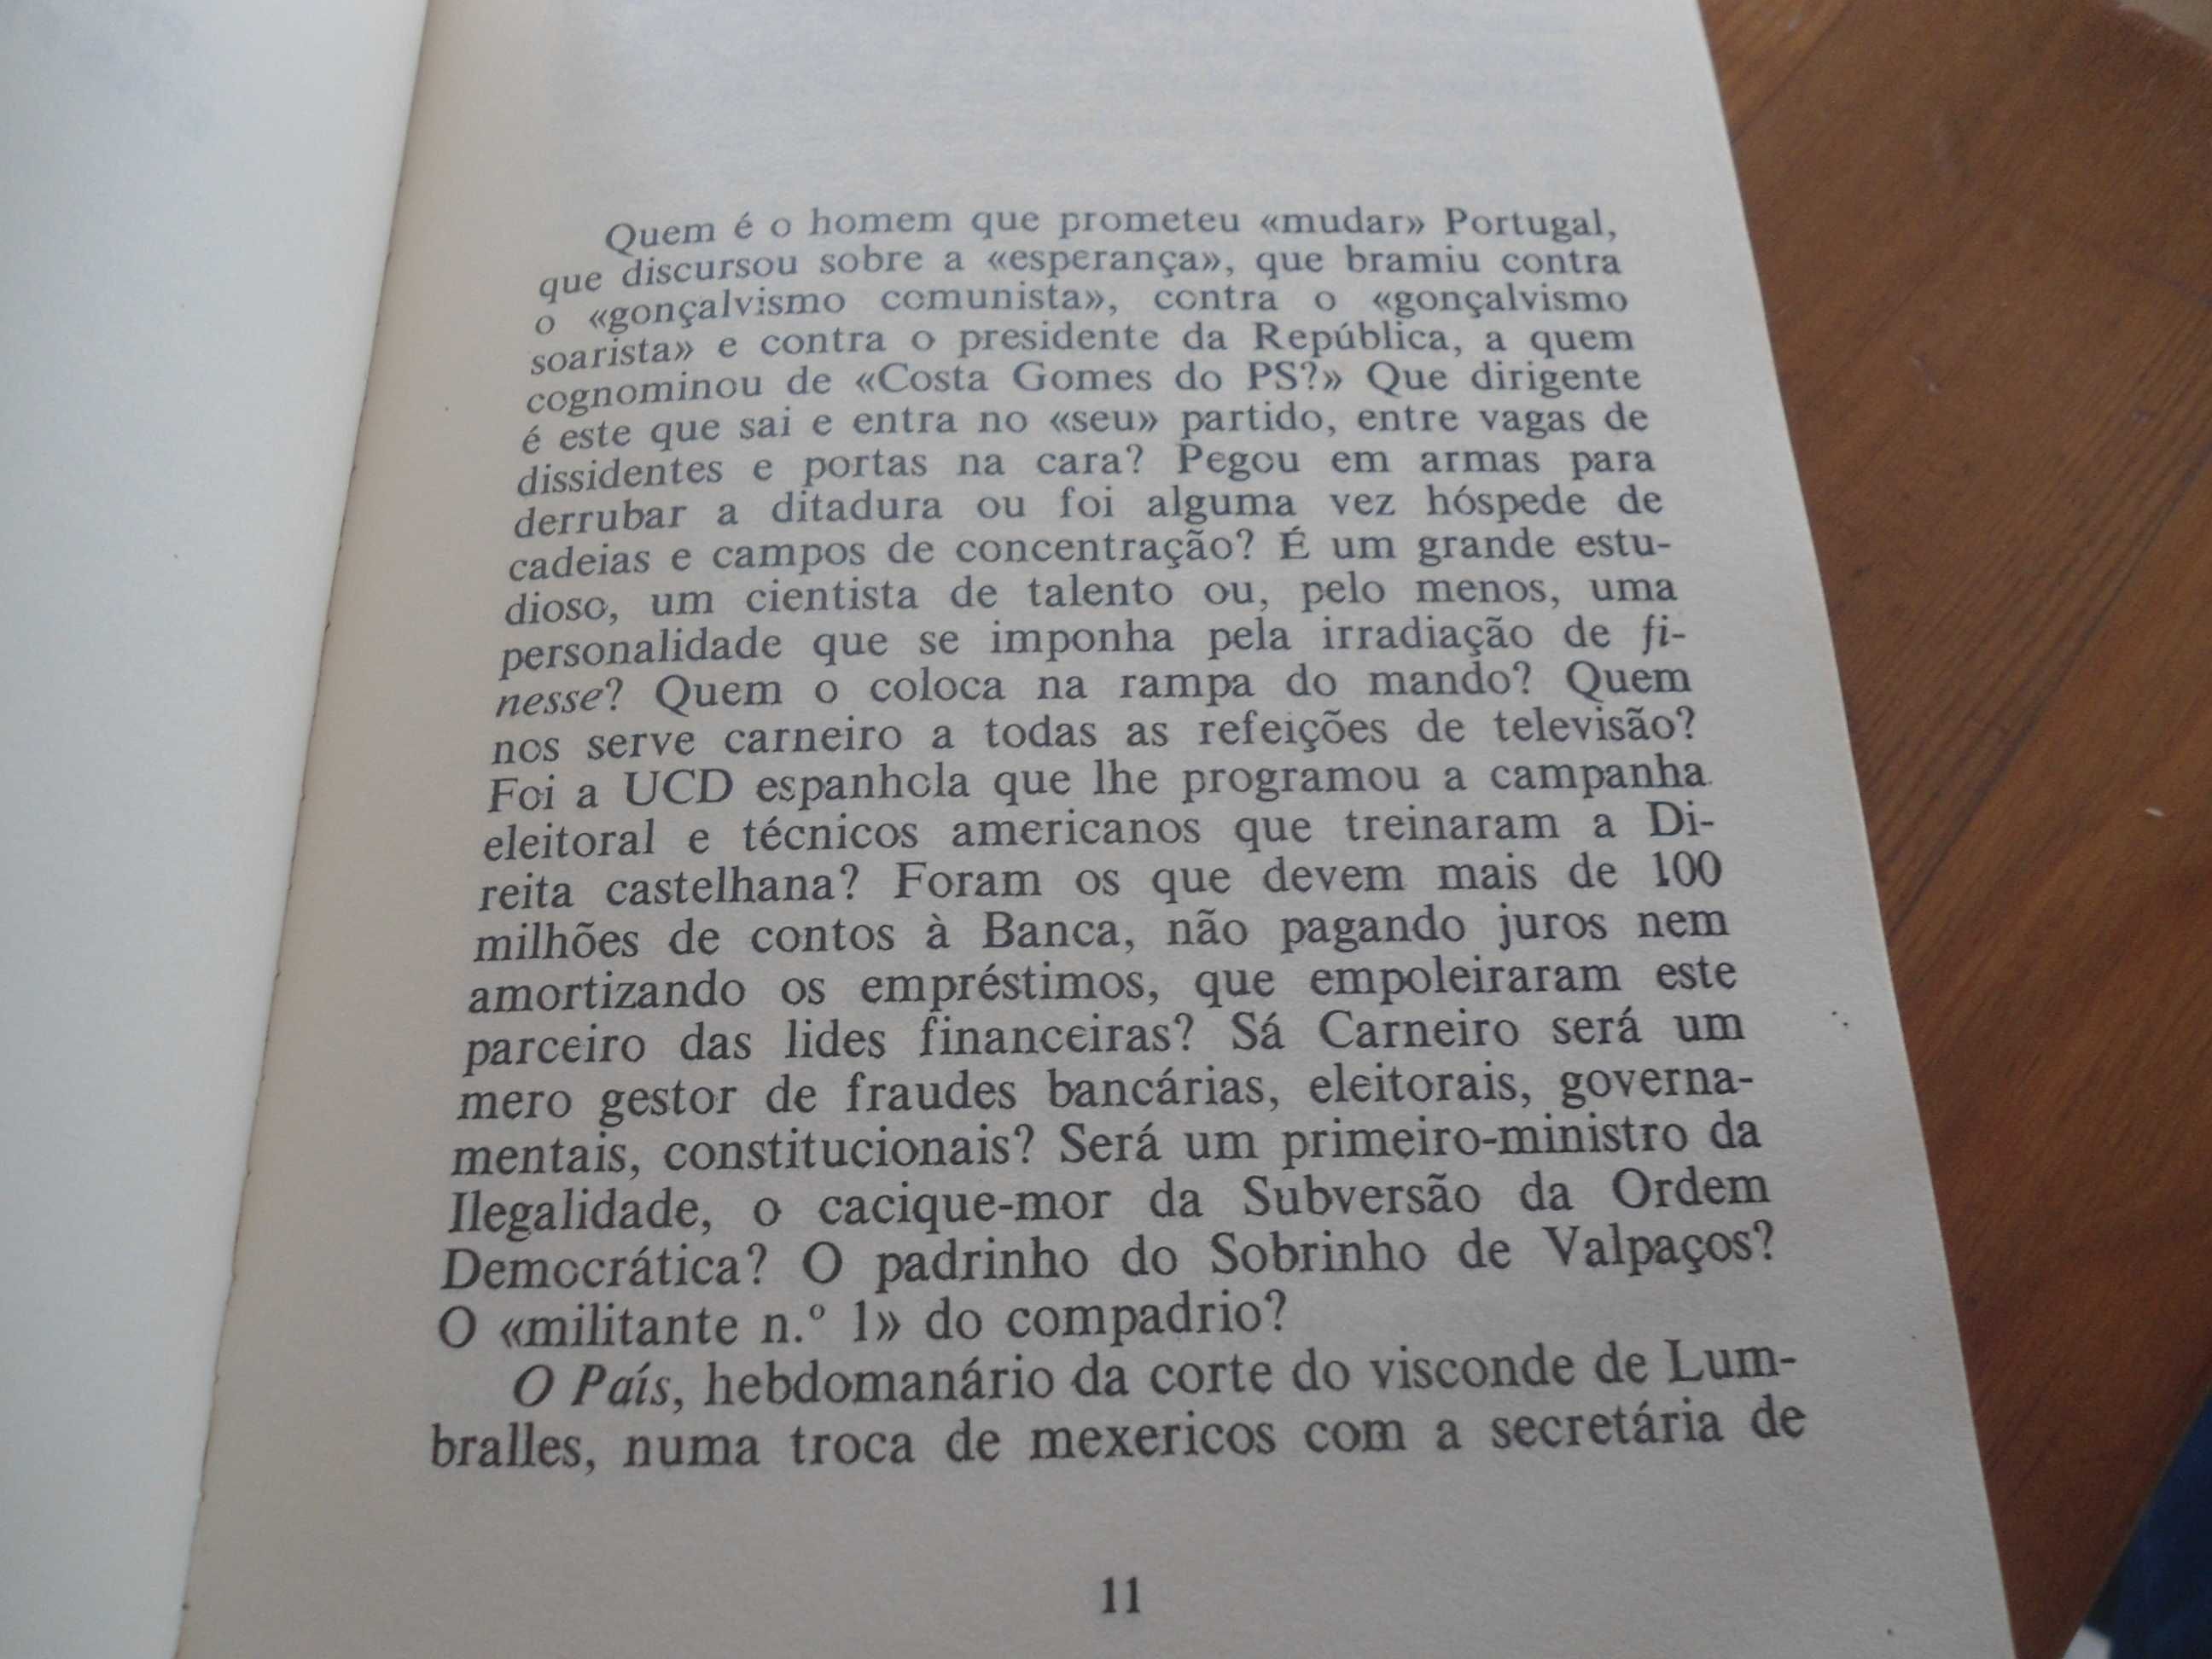 Quem é o homem que prometeu «mudar» Portugal,
que discursou sobre a «esperança», que bramiu contra
o «gonçalvismo comunista», contra o «gonçalvismo
soarista» e contra o presidente da República, a quem
cognominou de «Costa Gomes do PS?» Que dirigente
é este que sai e entra no «seu» partido, entre vagas de
dissidentes e portas na cara? Pegou em armas para
derrubar a ditadura ou foi alguma vez hóspede de
cadeias e campos de concentração? É um grande estu-
dioso, um cientista de talento ou, pelo menos, uma
personalidade que se imponha pela irradiação de fi-
nesse? Quem o coloca na rampa do mando? Quem
nos serve carneiro a todas as refeições de televisão?
Foi a UCD espanhola que lhe programou a campanha
eleitoral e técnicos americanos que treinaram a Di-
reita castelhana? Foram os que devem mais de 100
milhões de contos à Banca, não pagando juros nem
amortizando os empréstimos, que empoleiraram este
parceiro das lides financeiras? Sá Carneiro será um
mero gestor de fraudes bancárias, eleitorais, governa-
mentais, constitucionais? Será um primeiro-ministro da
Ilegalidade, o cacique-mor da Subversão da Ordem
Democrática? O padrinho do Sobrinho de Valpaços?
O «militante n.º 1» do compadrio?
O País, hebdomanário da corte do visconde de Lum-
bralles, numa troca de mexericos com a secretária de
11